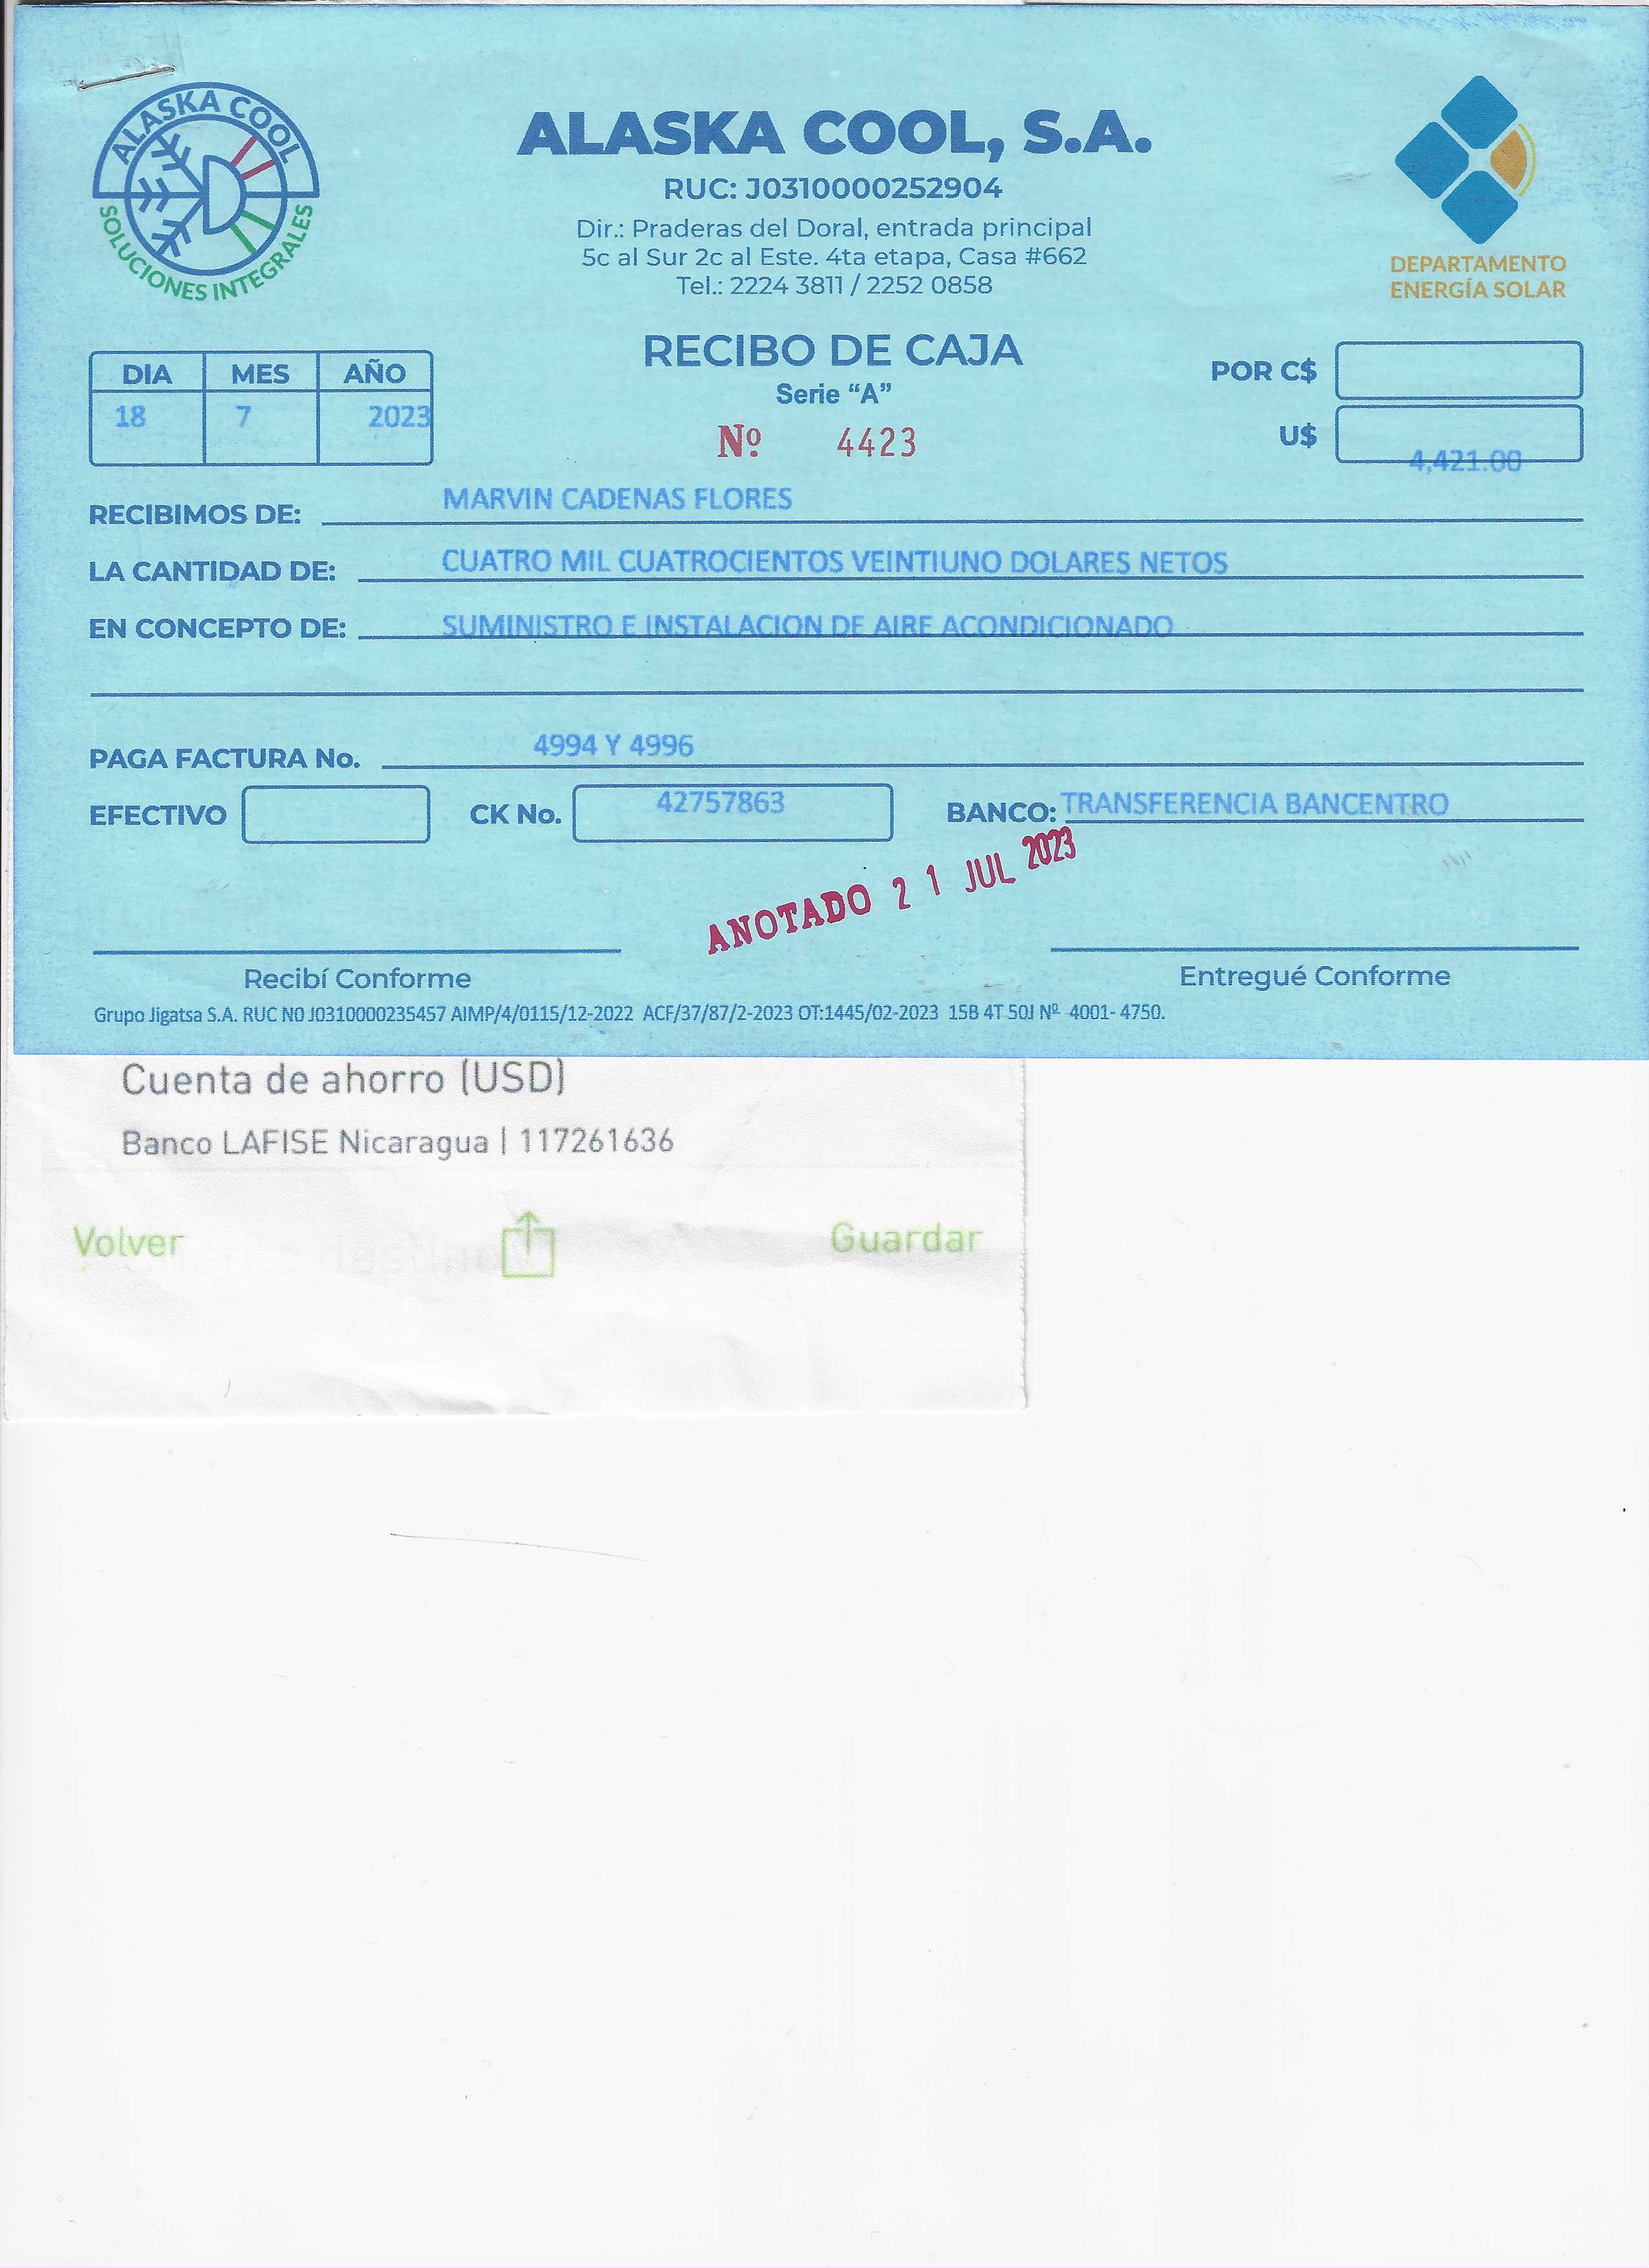 ALASKA COOL
SOLUCIONES INTEGRALES
ALASKA COOL, S.A.
RUC: J0310000252904
Dir.: Praderas del Doral, entrada principal
5c al Sur 2c al Este. 4ta etapa, Casa #662
Tel.: 2224 3811 / 2252 0858
DEPARTAMENTO
ENERGÍA SOLAR
RECIBO DE CAJA
Serie “A”
Nº 4423
DIA MES AÑO
18 7 2023
POR C$
U$ 4,421.00
RECIBIMOS DE: MARVIN CADENAS FLORES
LA CANTIDAD DE: CUATRO MIL CUATROCIENTOS VEINTIUNO DOLARES NETOS
EN CONCEPTO DE: SUMINISTRO E INSTALACION DE AIRE ACONDICIONADO
PAGA FACTURA No. 4994 Y 4996
EFECTIVO CK No. 42757863 BANCO: TRANSFERENCIA BANCENTRO
ANOTADO 21 JUL 2023
Recibí Conforme Entregué Conforme
Grupo Jigatsa S.A. RUC NO J0310000235457 AIMP/4/0115/12-2022 ACF/37/87/2-2023 OT:1445/02-2023 15B 4T 50J Nº 4001- 4750.
Cuenta de ahorro (USD)
Banco LAFISE Nicaragua | 117261636
Volver Guardar